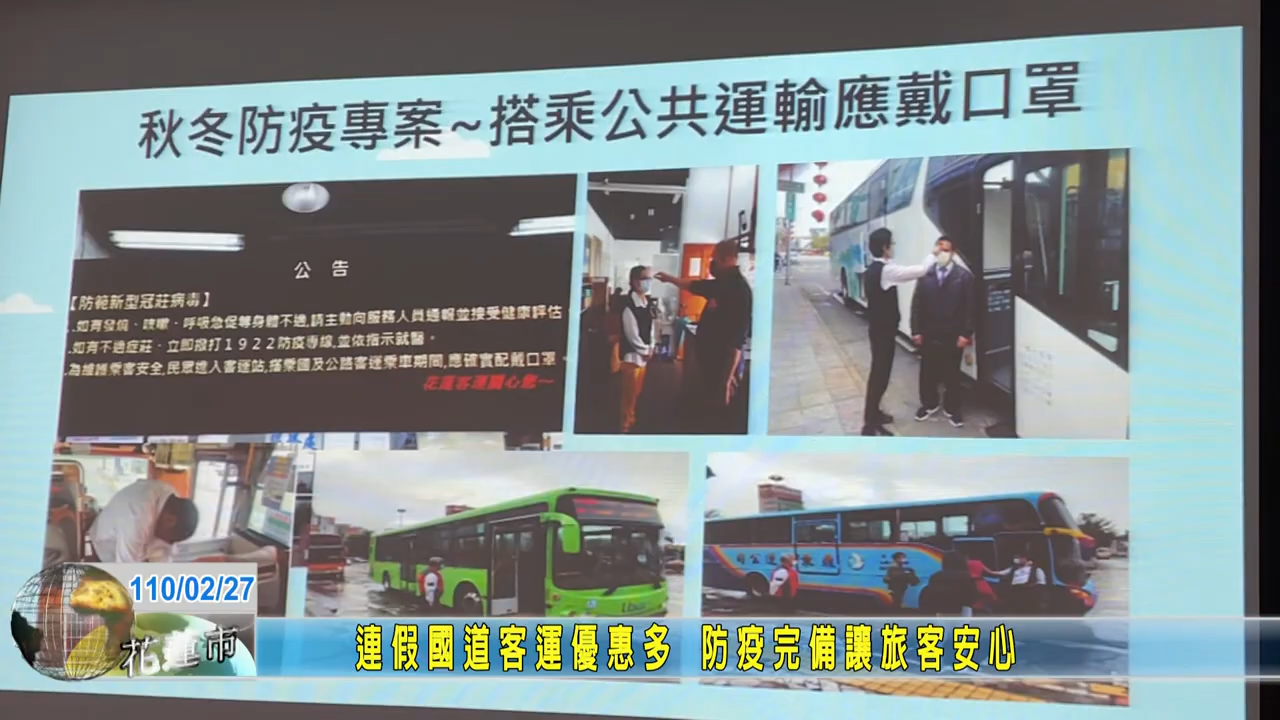 秋冬防疫專案~搭乘公共運輸應戴口罩
公 告
【防範新型冠莊病毒】
.如有發燒、咳嗽、呼吸急促等身體不適,請主動向服務人員通報並接受健康評估。
.如有不適症莊,立即撥打1922防疫專線,並依指示就醫。
.為維護乘客安全,民眾進入客運站,搭乘國及公路客運乘車期間,應確實配戴口罩。
花蓮客運關心您~
110/02/27
花蓮市
連假國道客運優惠多 防疫完備讓旅客安心